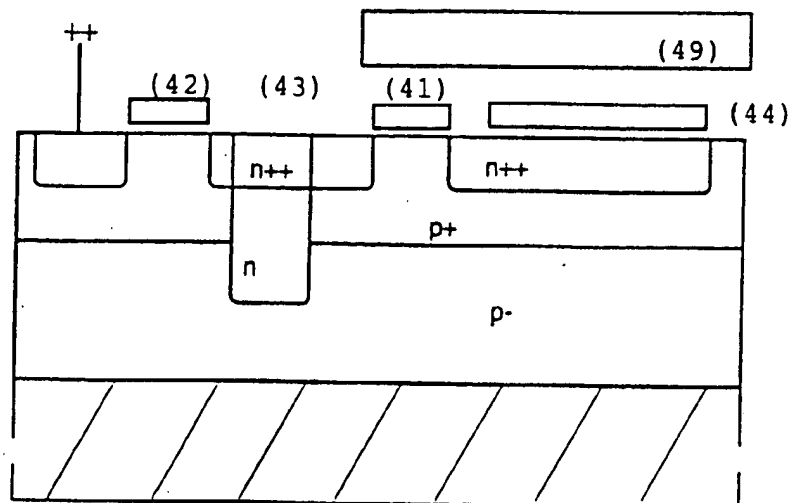 ++
(49)
(42) (43) (41)
(44)
n++ n++
p+
n
p-